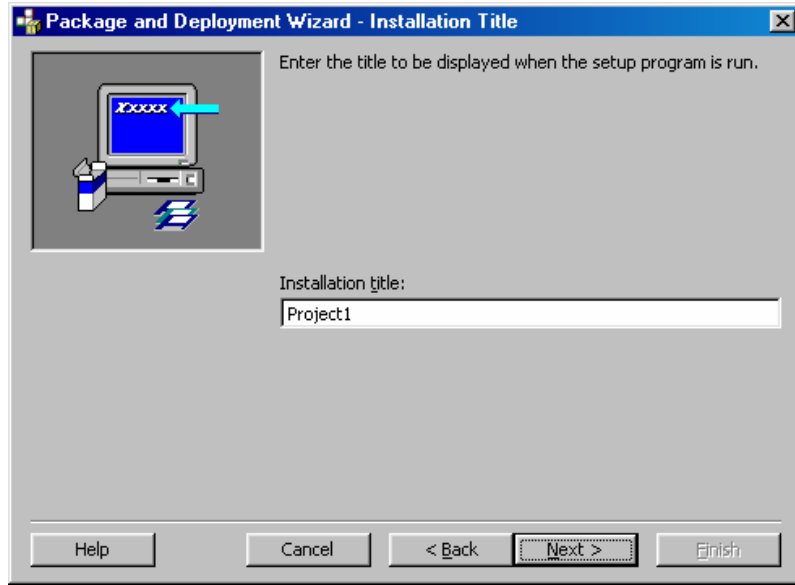 Package and Deployment Wizard - Installation Title
Enter the title to be displayed when the setup program is run.
Xxxxx
Installation title:
Project1
Help
Cancel
< Back
Next >
Finish